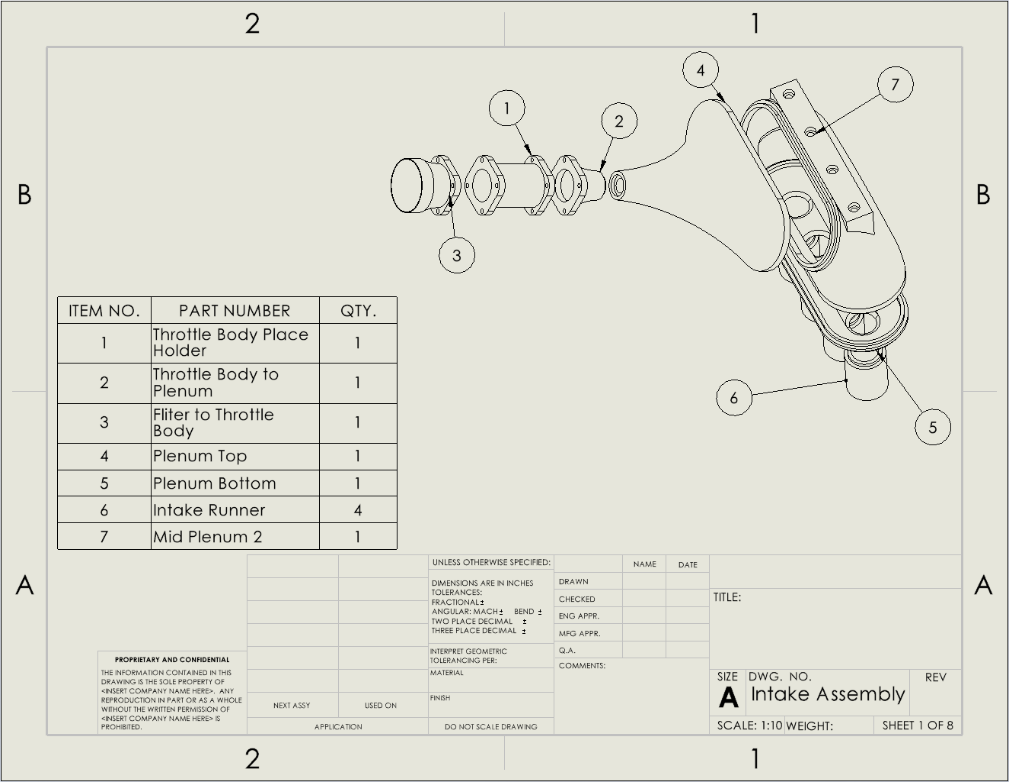 2 1
4
7
1
2
B B
3
ITEM NO. PART NUMBER QTY.
1 Throttle Body Place Holder 1
2 Throttle Body to Plenum 1
3 Fliter to Throttle Body 1
4 Plenum Top 1
5 Plenum Bottom 1
6 Intake Runner 4
7 Mid Plenum 2 1
6
5
A A
PROPRIETARY AND CONFIDENTIAL
THE INFORMATION CONTAINED IN THIS
DRAWING IS THE SOLE PROPERTY OF
<INSERT COMPANY NAME HERE>. ANY
REPRODUCTION IN PART OR AS A WHOLE
WITHOUT THE WRITTEN PERMISSION OF
<INSERT COMPANY NAME HERE> IS
PROHIBITED.
NEXT ASSY USED ON
APPLICATION
UNLESS OTHERWISE SPECIFIED:
DIMENSIONS ARE IN INCHES
TOLERANCES:
FRACTIONAL±
ANGULAR: MACH± BEND ±
TWO PLACE DECIMAL ±
THREE PLACE DECIMAL ±
INTERPRET GEOMETRIC
TOLERANCING PER:
MATERIAL
FINISH
DO NOT SCALE DRAWING
NAME DATE
DRAWN
CHECKED
ENG APPR.
MFG APPR.
Q.A.
COMMENTS:
TITLE:
SIZE DWG. NO. REV
A Intake Assembly
SCALE: 1:10 WEIGHT: SHEET 1 OF 8
2 1